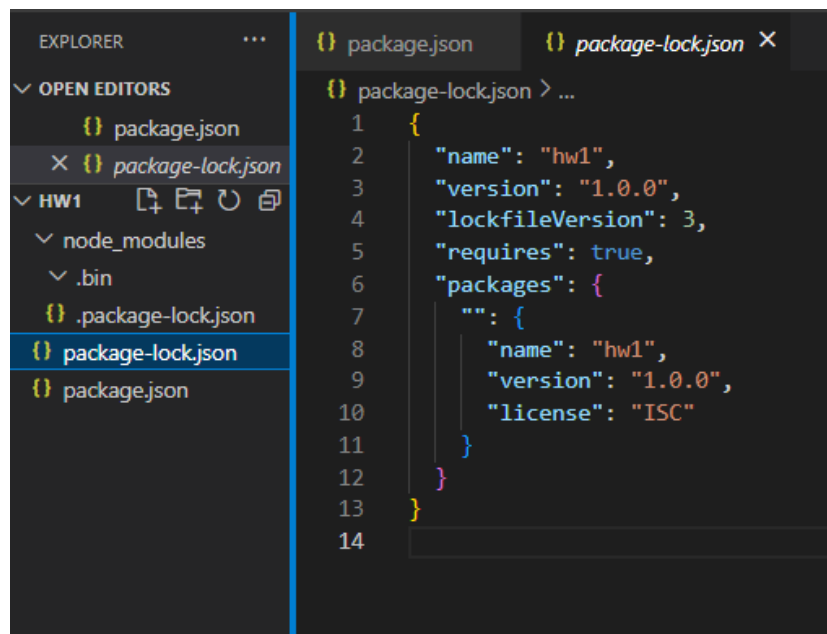 EXPLORER ...
OPEN EDITORS
{} package.json
× {} package-lock.json
HW1
node_modules
.bin
{} .package-lock.json
{} package-lock.json
{} package.json
{} package.json {} package-lock.json ×
{} package-lock.json > ...
1 {
2 "name": "hw1",
3 "version": "1.0.0",
4 "lockfileVersion": 3,
5 "requires": true,
6 "packages": {
7 "": {
8 "name": "hw1",
9 "version": "1.0.0",
10 "license": "ISC"
11 }
12 }
13 }
14